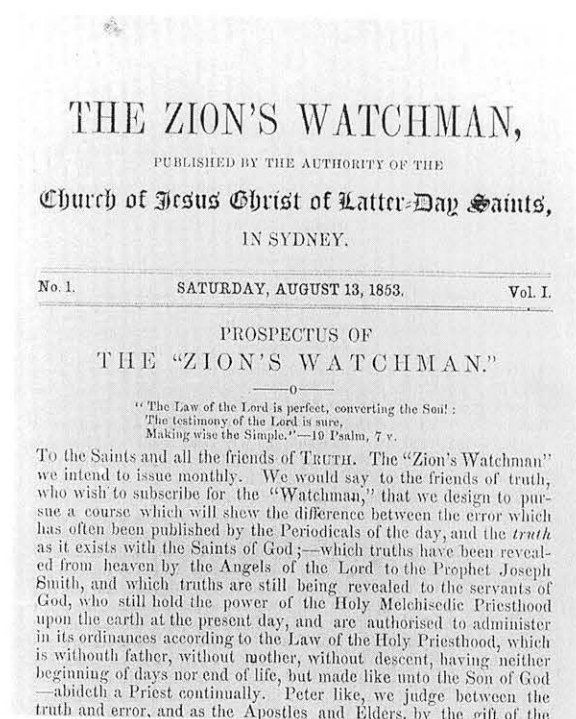 THE ZION'S WATCHMAN,
PUBLISHED BY THE AUTHORITY OF THE
Church of Jesus Christ of Latter-Day Saints,
IN SYDNEY.
No. 1. SATURDAY, AUGUST 13, 1853. Vol. I.
PROSPECTUS OF
THE "ZION'S WATCHMAN."
—o—
"The Law of the Lord is perfect, converting the Soul! :
The testimony of the Lord is sure,
Making wise the Simple."—19 Psalm, 7 v.
To the Saints and all the friends of TRUTH. The "Zion's Watchman"
we intend to issue monthly. We would say to the friends of truth,
who wish to subscribe for the "Watchman," that we design to pur-
sue a course which will shew the difference between the error which
has often been published by the Periodicals of the day, and the truth
as it exists with the Saints of God;—which truths have been reveal-
ed from heaven by the Angels of the Lord to the Prophet Joseph
Smith, and which truths are still being revealed to the servants of
God, who still hold the power of the Holy Melchisedic Priesthood
upon the earth at the present day, and are authorised to administer
in its ordinances according to the Law of the Holy Priesthood, which
is withouth father, without mother, without descent, having neither
beginning of days nor end of life, but made like unto the Son of God
—abideth a Priest continually. Peter like, we judge between the
truth and error, and as the Apostles and Elders, by the gift of the